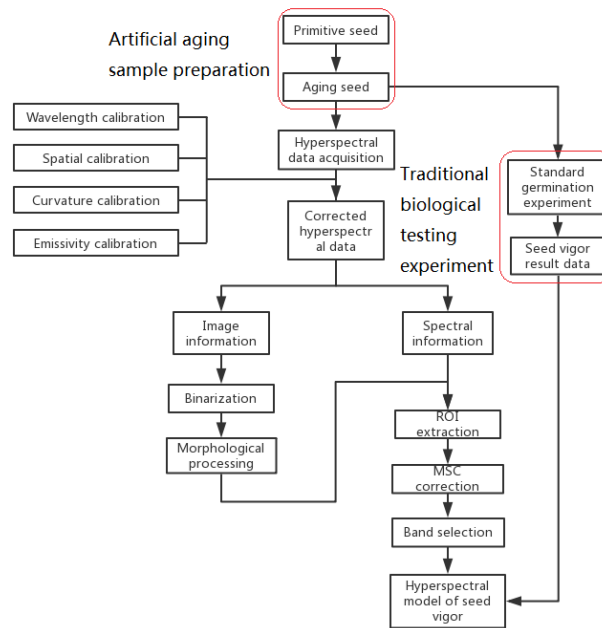 Artificial aging
sample preparation
Primitive seed
Aging seed
Wavelength calibration
Spatial calibration
Curvature calibration
Emissivity calibration
Hyperspectral
data acquisition
Corrected
hyperspectr
al data
Traditional
biological
testing
experiment
Standard
germination
experiment
Seed vigor
result data
Image
information
Spectral
information
Binarization
Morphological
processing
ROI
extraction
MSC
correction
Band selection
Hyperspectral
model of seed
vigor